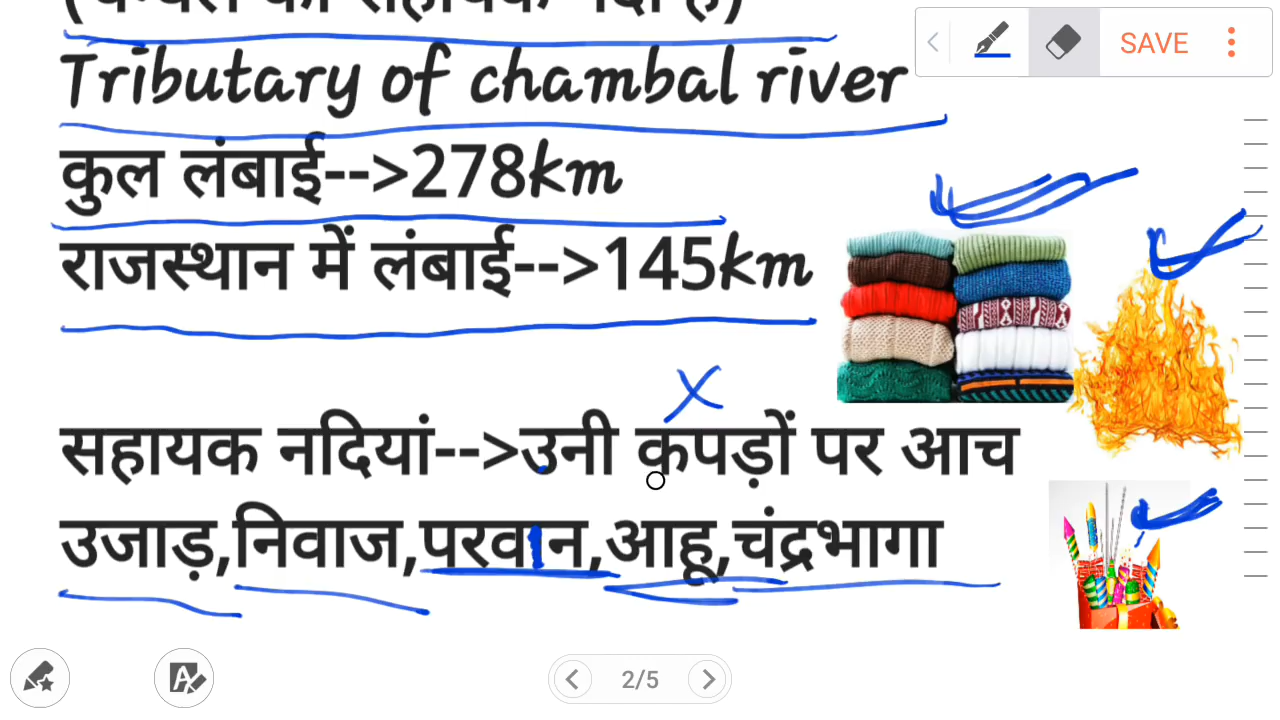 Tributary of chambal river
कुल लंबाई-->278km
राजस्थान में लंबाई-->145km
सहायक नदियां-->उनी कपड़ों पर आच
उजाड़,निवाज,परवान,आहू,चंद्रभागा
SAVE
2/5